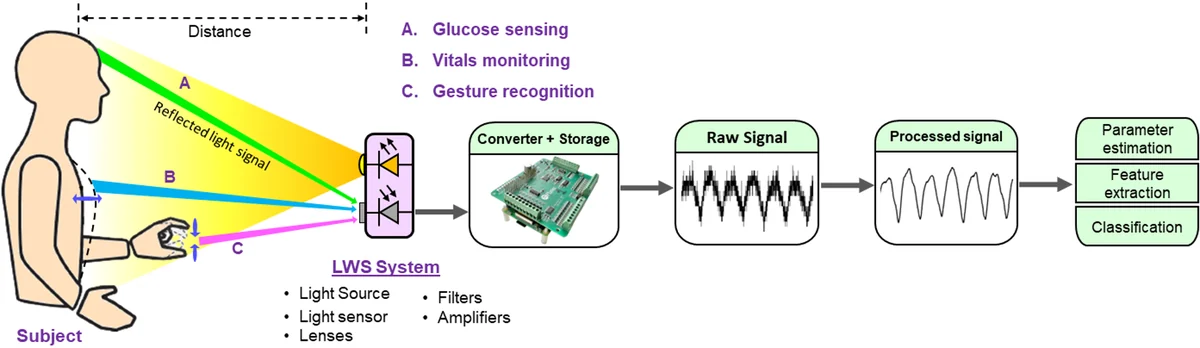 Distance
A. Glucose sensing
B. Vitals monitoring
C. Gesture recognition
A
Reflected light signal
B
C
Subject
LWS System
• Light Source
• Light sensor
• Lenses
• Filters
• Amplifiers
Converter + Storage
Raw Signal
Processed signal
Parameter
estimation
Feature
extraction
Classification